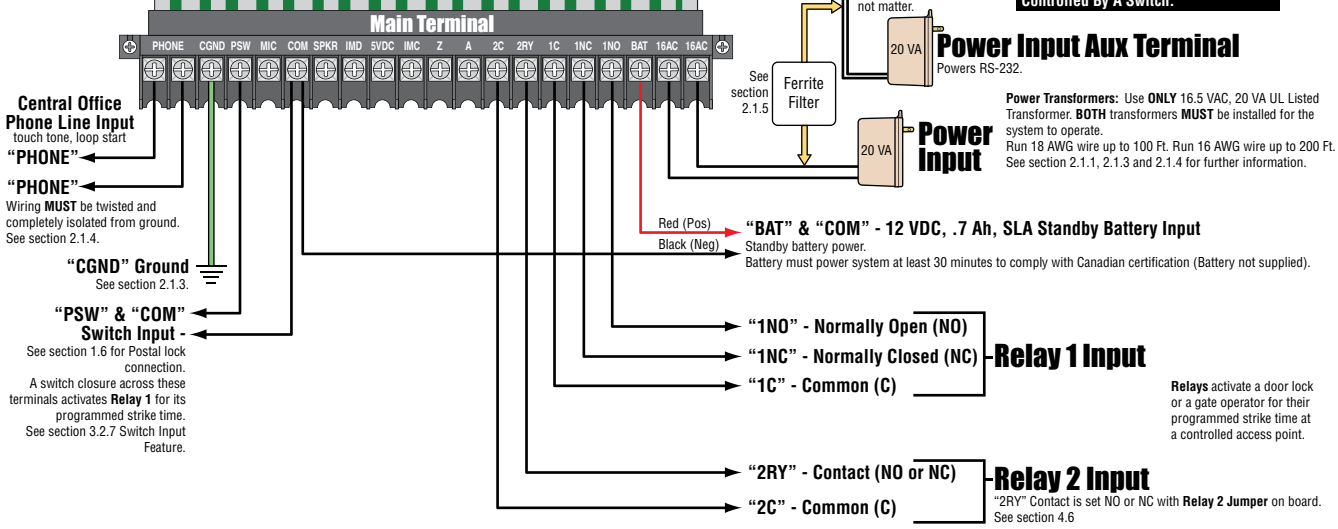 not matter.
Controlled By A Switch.
Main Terminal
PHONE CGND PSW MIC COM SPKR IMD 5VDC IMC Z A 2C 2RY 1C 1NC 1NO BAT 16AC 16AC
20 VA
Power Input Aux Terminal
Powers RS-232.
See
section
2.1.5
Ferrite
Filter
Power Transformers: Use ONLY 16.5 VAC, 20 VA UL Listed
Transformer. BOTH transformers MUST be installed for the
system to operate.
Run 18 AWG wire up to 100 Ft. Run 16 AWG wire up to 200 Ft.
See section 2.1.1, 2.1.3 and 2.1.4 for further information.
20 VA
Power
Input
Central Office
Phone Line Input
touch tone, loop start
“PHONE”
“PHONE”
Wiring MUST be twisted and
completely isolated from ground.
See section 2.1.4.
“CGND” Ground
See section 2.1.3.
“PSW” & “COM”
Switch Input -
See section 1.6 for Postal lock
connection.
A switch closure across these
terminals activates Relay 1 for its
programmed strike time.
See section 3.2.7 Switch Input
Feature.
Red (Pos)
“BAT” & “COM” - 12 VDC, .7 Ah, SLA Standby Battery Input
Black (Neg)
Standby battery power.
Battery must power system at least 30 minutes to comply with Canadian certification (Battery not supplied).
“1NO” - Normally Open (NO)
“1NC” - Normally Closed (NC)
“1C” - Common (C)
Relay 1 Input
Relays activate a door lock
or a gate operator for their
programmed strike time at
a controlled access point.
“2RY” - Contact (NO or NC)
“2C” - Common (C)
Relay 2 Input
“2RY” Contact is set NO or NC with Relay 2 Jumper on board.
See section 4.6